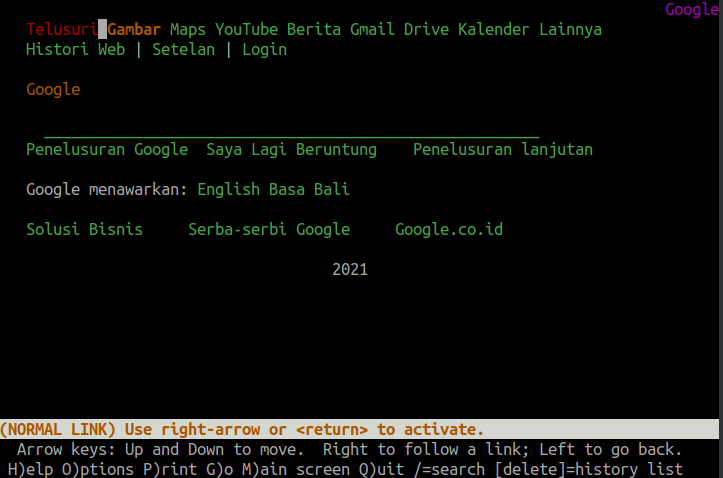 Google
Telusuri Gambar Maps YouTube Berita Gmail Drive Kalender Lainnya
Histori Web | Setelan | Login
Google
Penelusuran Google Saya Lagi Beruntung Penelusuran lanjutan
Google menawarkan: English Basa Bali
Solusi Bisnis Serba-serbi Google Google.co.id
2021
(NORMAL LINK) Use right-arrow or <return> to activate.
Arrow keys: Up and Down to move. Right to follow a link; Left to go back.
H)elp O)ptions P)rint G)o M)ain screen Q)uit /=search [delete]=history list